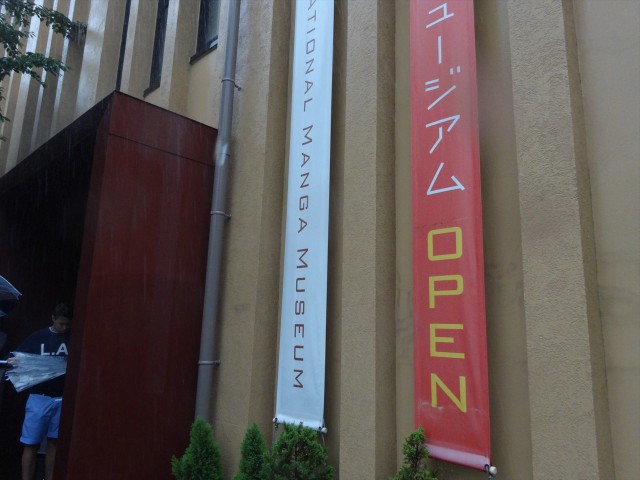 ATIONAL MANGA MUSEUM
ュージアム OPEN
L.A